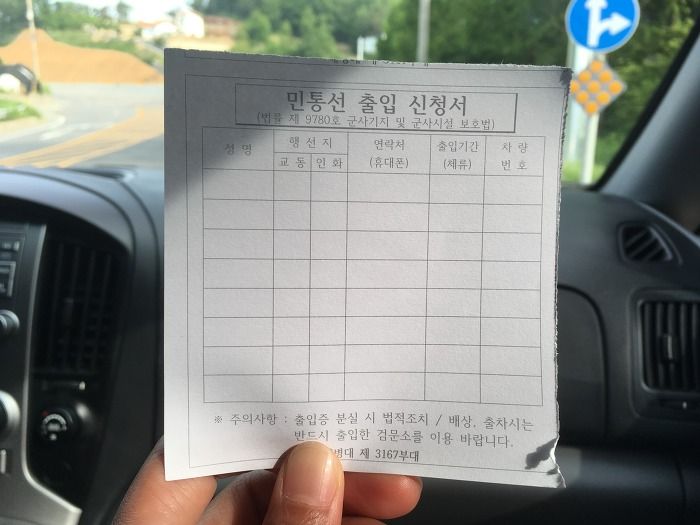 민통선 출입 신청서
(법률 제 9780호 군사기지 및 군사시설 보호법)
성 명 행 선 지 연락처 출입기간 차 량
교 동 인 화 (휴대폰) (체류) 번 호
※ 주의사항 : 출입증 분실 시 법적조치 / 배상, 출차시는
반드시 출입한 검문소를 이용 바랍니다.
병대 제 3167부대